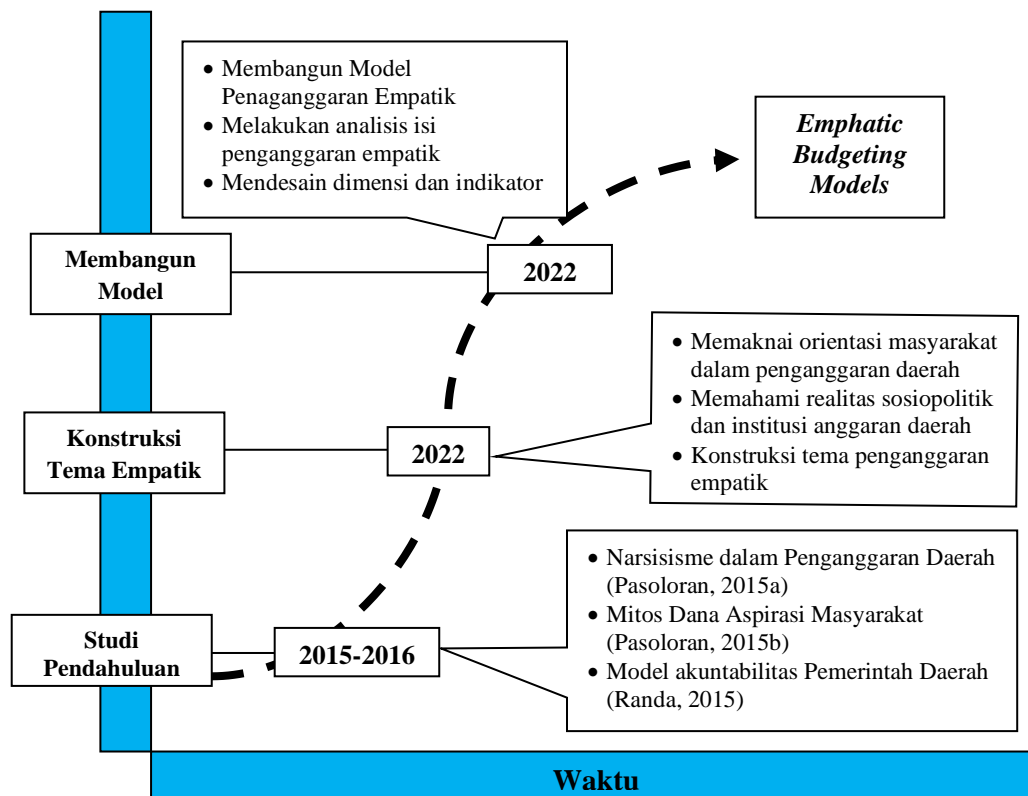 • Membangun Model
Penaganggaran Empatik
• Melakukan analisis isi
penganggaran empatik
• Mendesain dimensi dan indikator
Emphatic
Budgeting
Models
Membangun
Model
2022
• Memaknai orientasi masyarakat
dalam penganggaran daerah
• Memahami realitas sosiopolitik
dan institusi anggaran daerah
• Konstruksi tema penganggaran
empatik
Konstruksi
Tema Empatik
2022
• Narsisisme dalam Penganggaran Daerah
(Pasoloran, 2015a)
• Mitos Dana Aspirasi Masyarakat
(Pasoloran, 2015b)
• Model akuntabilitas Pemerintah Daerah
(Randa, 2015)
Studi
Pendahuluan
2015-2016
Waktu